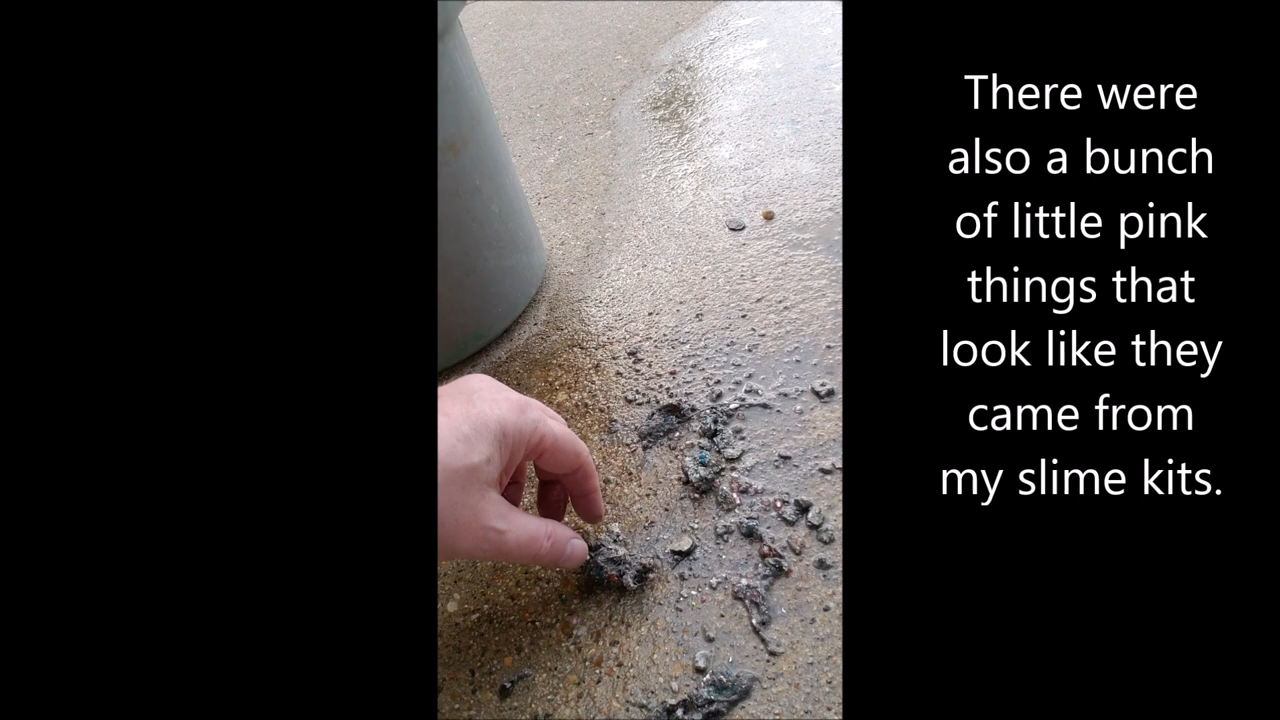 There were
also a bunch
of little pink
things that
look like they
came from
my slime kits.